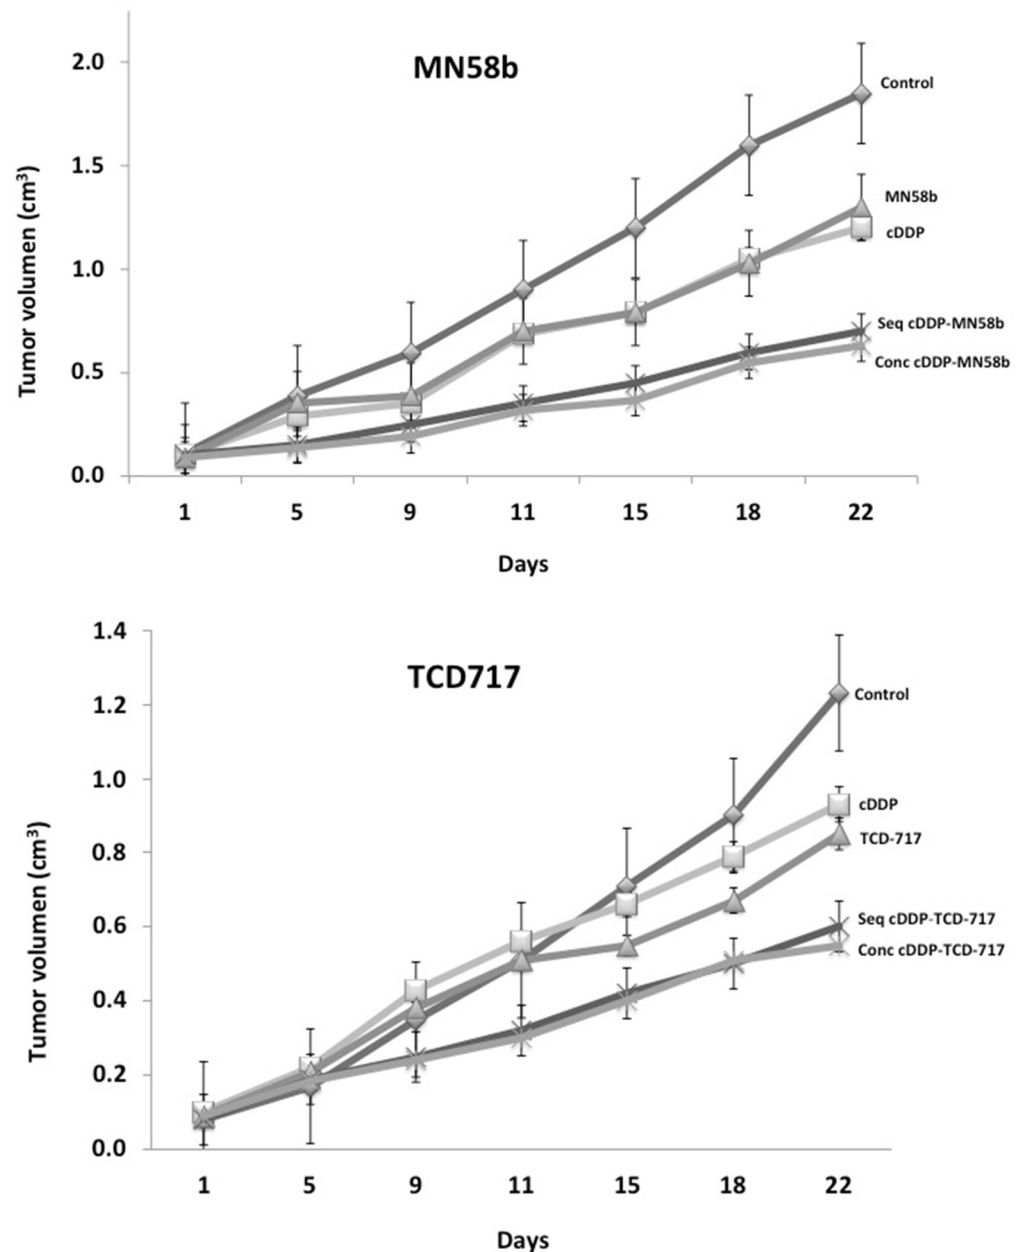 MN58b
2.0
1.5
1.0
0.5
0.0
Tumor volumen (cm³)
Control
MN58b
cDDP
Seq cDDP-MN58b
Conc cDDP-MN58b
1 5 9 11 15 18 22
Days
TCD717
1.4
1.2
1.0
0.8
0.6
0.4
0.2
0.0
Tumor volumen (cm³)
Control
cDDP
TCD-717
Seq cDDP-TCD-717
Conc cDDP-TCD-717
1 5 9 11 15 18 22
Days